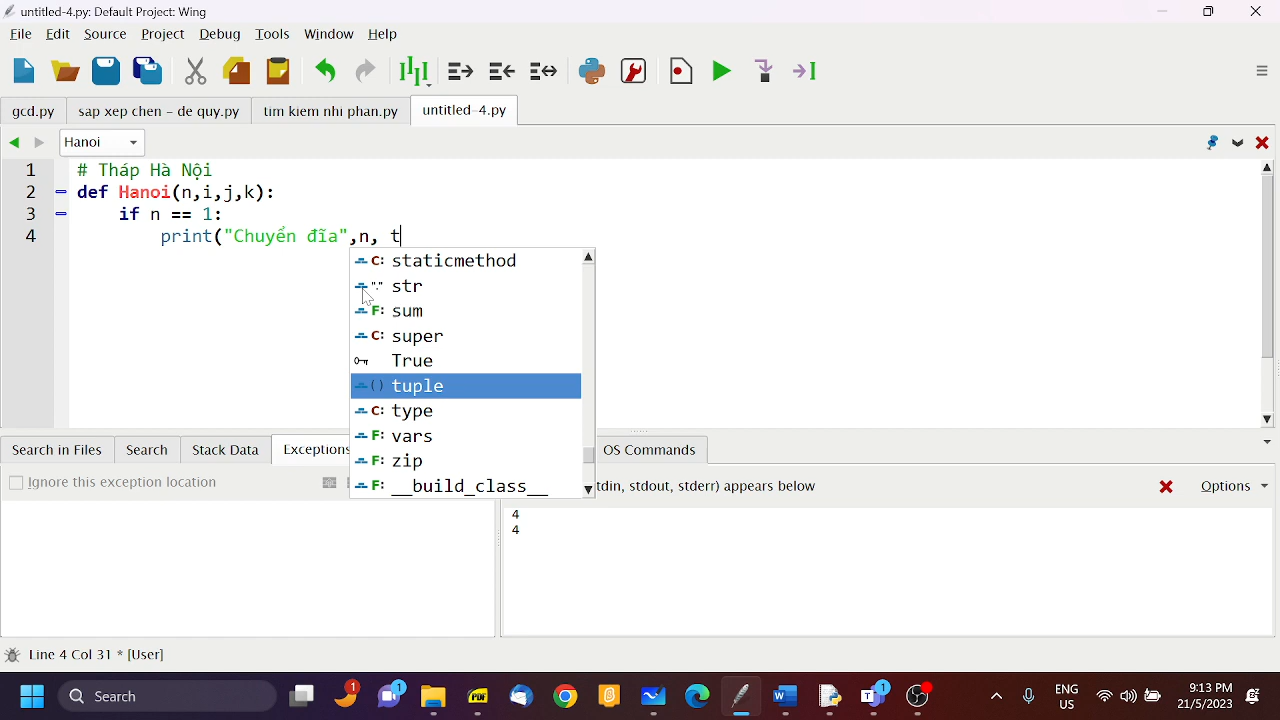 untitled-4.py: Default Project: Wing
File Edit Source Project Debug Tools Window Help
gcd.py sap xep chen - de quy.py tim kiem nhi phan.py untitled-4.py
Hanoi
1 # Tháp Hà Nội
2 def Hanoi(n,i,j,k):
3 if n == 1:
4 print("Chuyển đĩa",n, t
C: staticmethod
"." str
F: sum
C: super
True
() tuple
C: type
F: vars
F: zip
F: __build_class__
Search in Files Search Stack Data Exceptions OS Commands
Ignore this exception location
tdin, stdout, stderr) appears below Options
4
4
Line 4 Col 31 * [User]
Search
1
1
PDF
1
ENG
US
9:13 PM
21/5/2023